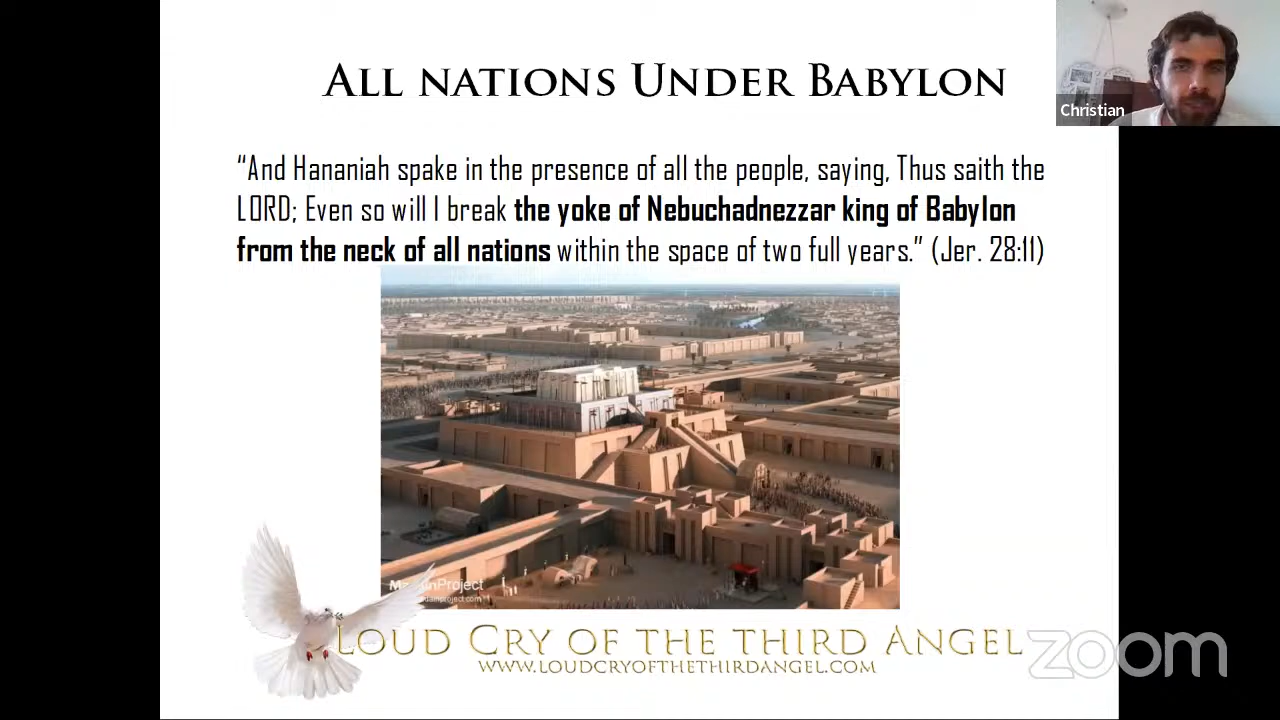 ALL NATIONS UNDER BABYLON
Christian
“And Hananiah spake in the presence of all the people, saying, Thus saith the
LORD; Even so will I break the yoke of Nebuchadnezzar king of Babylon
from the neck of all nations within the space of two full years.” (Jer. 28:11)
LOUD CRY OF THE THIRD ANGEL
WWW.LOUDCRYOFTHETHIRDANGEL.COM
zoom